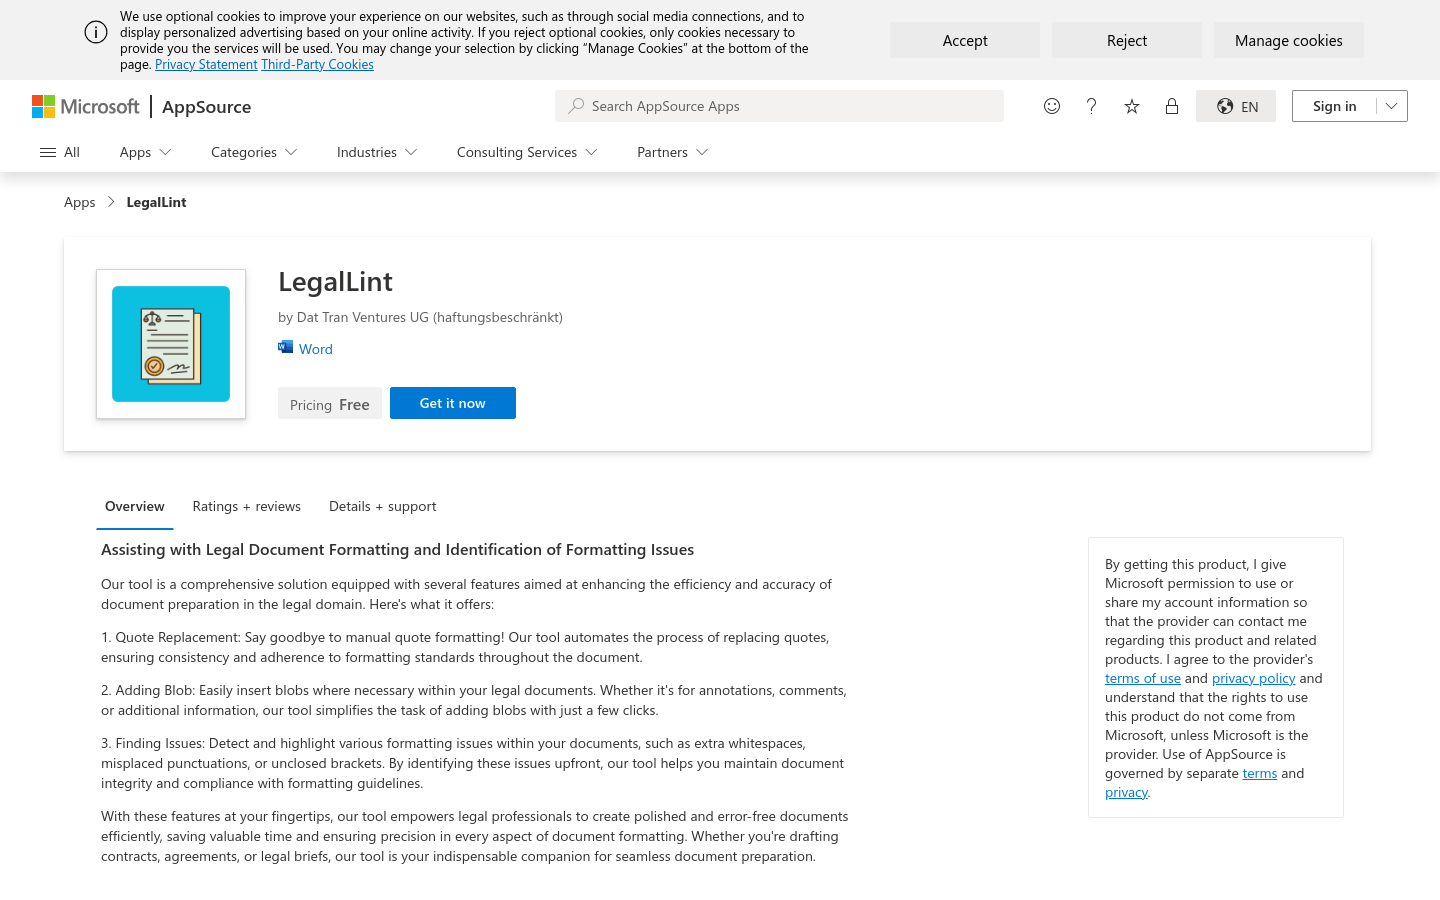 We use optional cookies to improve your experience on our websites, such as through social media connections, and to
display personalized advertising based on your online activity. If you reject optional cookies, only cookies necessary to
provide you the services will be used. You may change your selection by clicking “Manage Cookies” at the bottom of the
page. Privacy Statement Third-Party Cookies
Accept
Reject
Manage cookies
Microsoft
AppSource
Search AppSource Apps
EN
Sign in
All
Apps
Categories
Industries
Consulting Services
Partners
Apps
LegalLint
LegalLint
by Dat Tran Ventures UG (haftungsbeschränkt)
Word
Pricing Free
Get it now
Overview
Ratings + reviews
Details + support
Assisting with Legal Document Formatting and Identification of Formatting Issues
Our tool is a comprehensive solution equipped with several features aimed at enhancing the efficiency and accuracy of
document preparation in the legal domain. Here's what it offers:
1. Quote Replacement: Say goodbye to manual quote formatting! Our tool automates the process of replacing quotes,
ensuring consistency and adherence to formatting standards throughout the document.
2. Adding Blob: Easily insert blobs where necessary within your legal documents. Whether it's for annotations, comments,
or additional information, our tool simplifies the task of adding blobs with just a few clicks.
3. Finding Issues: Detect and highlight various formatting issues within your documents, such as extra whitespaces,
misplaced punctuations, or unclosed brackets. By identifying these issues upfront, our tool helps you maintain document
integrity and compliance with formatting guidelines.
With these features at your fingertips, our tool empowers legal professionals to create polished and error-free documents
efficiently, saving valuable time and ensuring precision in every aspect of document formatting. Whether you're drafting
contracts, agreements, or legal briefs, our tool is your indispensable companion for seamless document preparation.
By getting this product, I give
Microsoft permission to use or
share my account information so
that the provider can contact me
regarding this product and related
products. I agree to the provider's
terms of use and privacy policy and
understand that the rights to use
this product do not come from
Microsoft, unless Microsoft is the
provider. Use of AppSource is
governed by separate terms and
privacy.